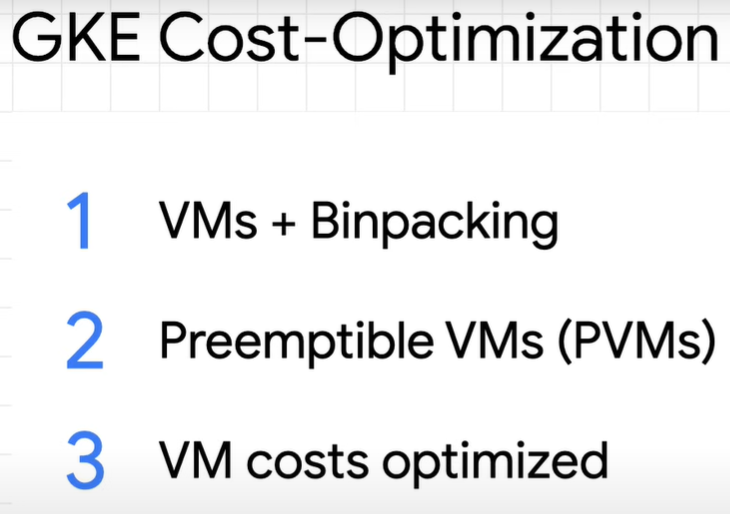 GKE Cost-Optimization
1 VMs + Binpacking
2 Preemptible VMs (PVMs)
3 VM costs optimized